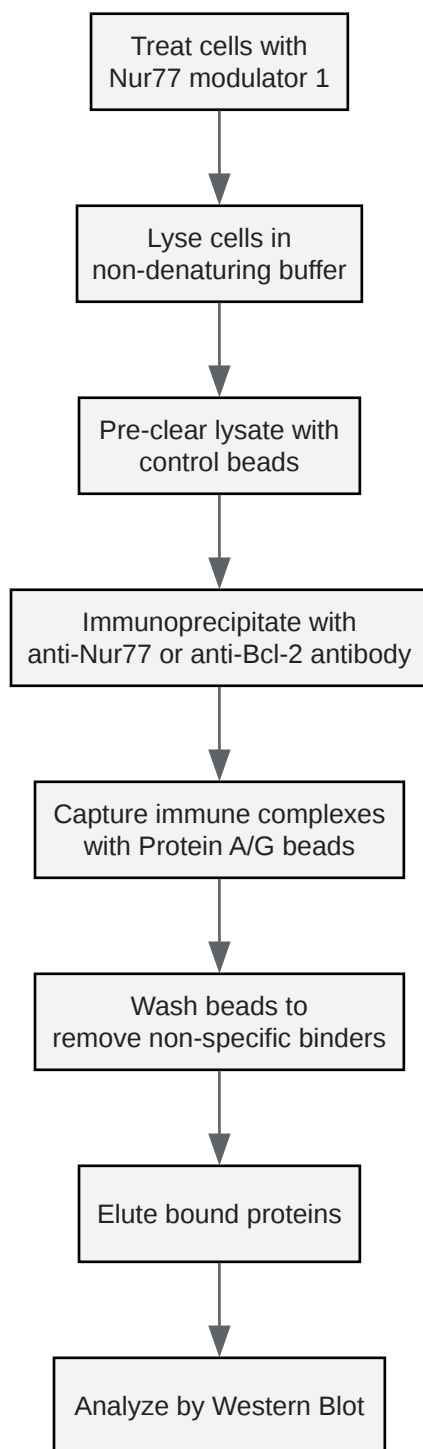 Treat cells with
Nur77 modulator 1
Lyse cells in
non-denaturing buffer
Pre-clear lysate with
control beads
Immunoprecipitate with
anti-Nur77 or anti-Bcl-2 antibody
Capture immune complexes
with Protein A/G beads
Wash beads to
remove non-specific binders
Elute bound proteins
Analyze by Western Blot